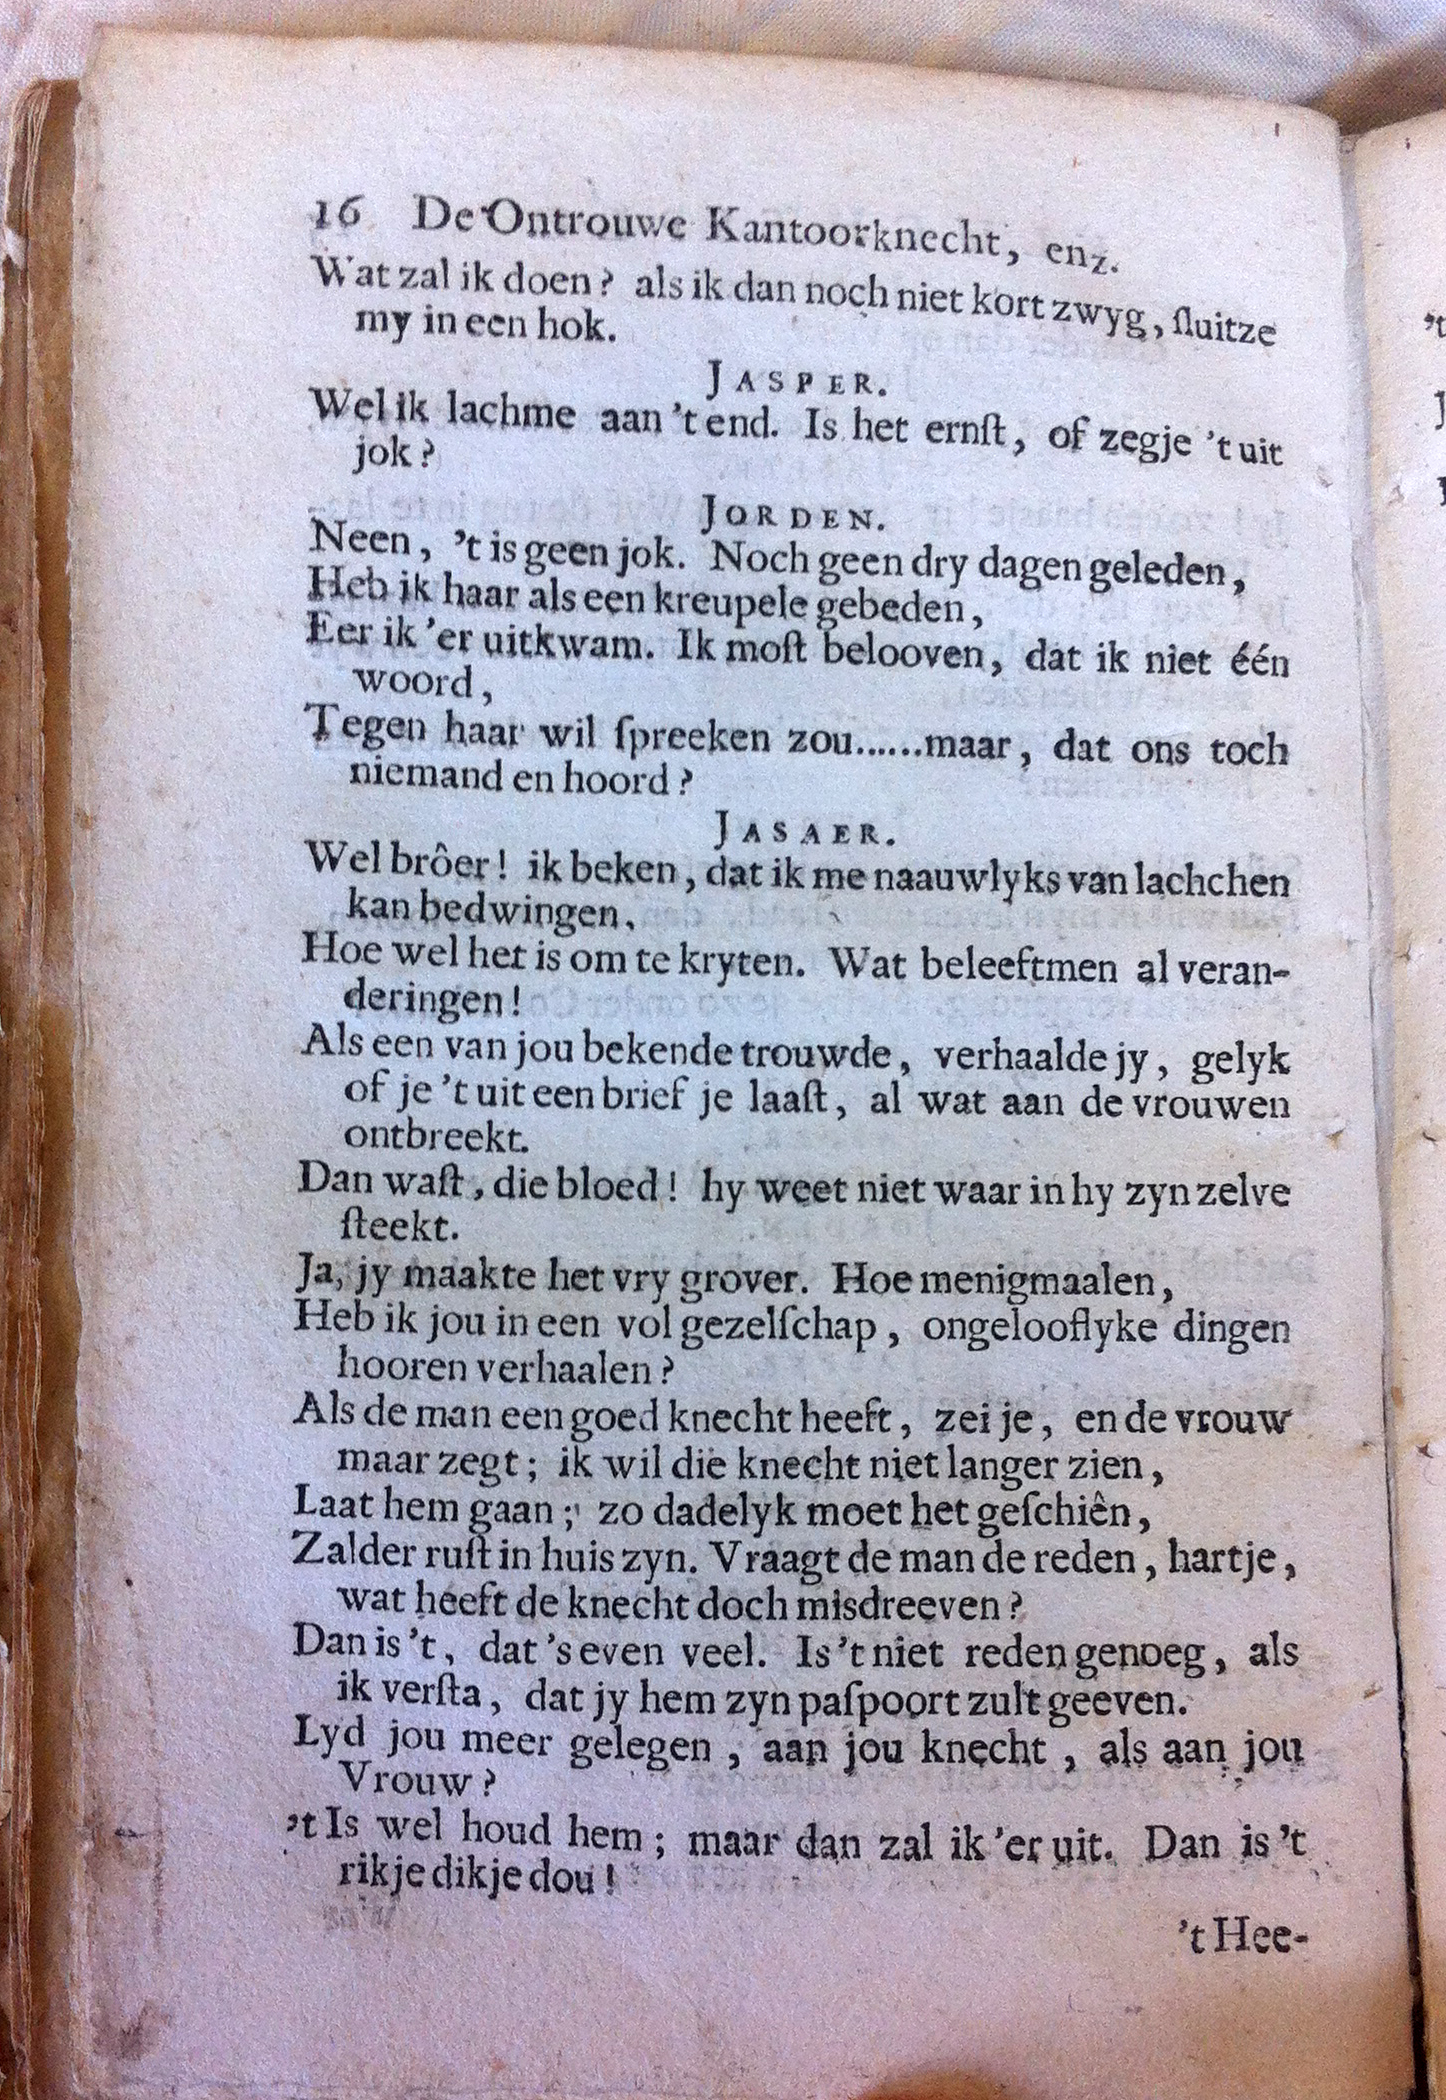 16 De Ontrouwe Kantoorknecht, enz.
Wat zal ik doen? als ik dan noch niet kort zwyg, ſluitze
my in een hok.
JASPER.
Wel ik lachme aan 't end. Is het ernſt, of zegje 't uit
jok?
JORDEN.
Neen, 't is geen jok. Noch geen dry dagen geleden,
Heb ik haar als een kreupele gebeden,
Eer ik 'er uitkwam. Ik moſt belooven, dat ik niet één
woord,
Tegen haar wil ſpreeken zou......maar, dat ons toch
niemand en hoord?
JASAER.
Wel brôer! ik beken, dat ik me naauwlyks van lachchen
kan bedwingen,
Hoe wel het is om te kryten. Wat beleeftmen al veran-
deringen!
Als een van jou bekende trouwde, verhaalde jy, gelyk
of je 't uit een brief je laaſt, al wat aan de vrouwen
ontbreekt.
Dan waſt, die bloed! hy weet niet waar in hy zyn zelve
ſteekt.
Ja, jy maakte het vry grover. Hoe menigmaalen,
Heb ik jou in een vol gezelſchap, ongelooflyke dingen
hooren verhaalen?
Als de man een goed knecht heeft, zei je, en de vrouw
maar zegt; ik wil die knecht niet langer zien,
Laat hem gaan; zo dadelyk moet het geſchiên,
Zalder ruſt in huis zyn. Vraagt de man de reden, hartje,
wat heeft de knecht doch misdreeven?
Dan is 't, dat 's even veel. Is 't niet reden genoeg, als
ik verſta, dat jy hem zyn paſpoort zult geeven.
Lyd jou meer gelegen, aan jou knecht, als aan jou
Vrouw?
't Is wel houd hem; maar dan zal ik 'er uit. Dan is 't
rikje dikje dou!
't Hee-